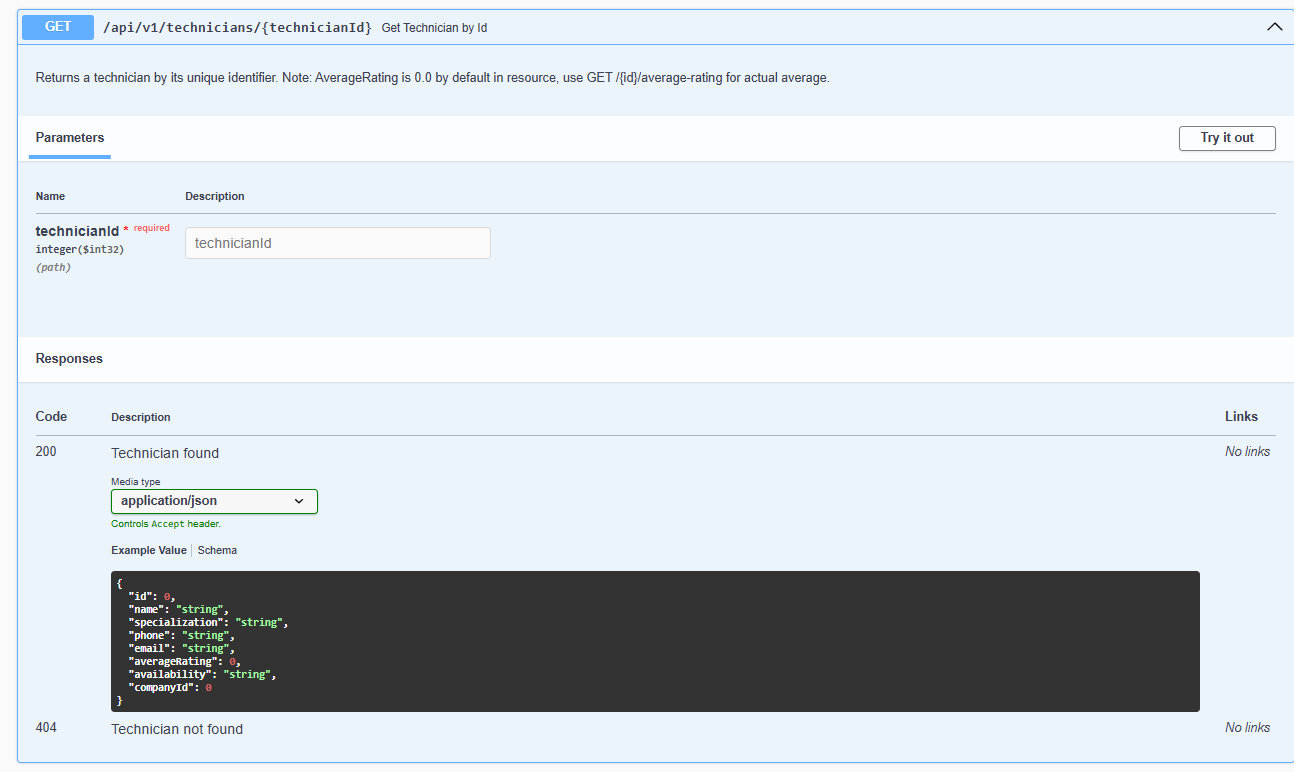 GET /api/v1/technicians/{technicianId} Get Technician by Id
Returns a technician by its unique identifier. Note: AverageRating is 0.0 by default in resource, use GET /{id}/average-rating for actual average.
Parameters
Try it out
Name Description
technicianId * required
integer($int32)
(path)
technicianId
Responses
Code Description Links
200 Technician found No links
Media type
application/json
Controls Accept header.
Example Value Schema
{
  "id": 0,
  "name": "string",
  "specialization": "string",
  "phone": "string",
  "email": "string",
  "averageRating": 0,
  "availability": "string",
  "companyId": 0
}
404 Technician not found No links